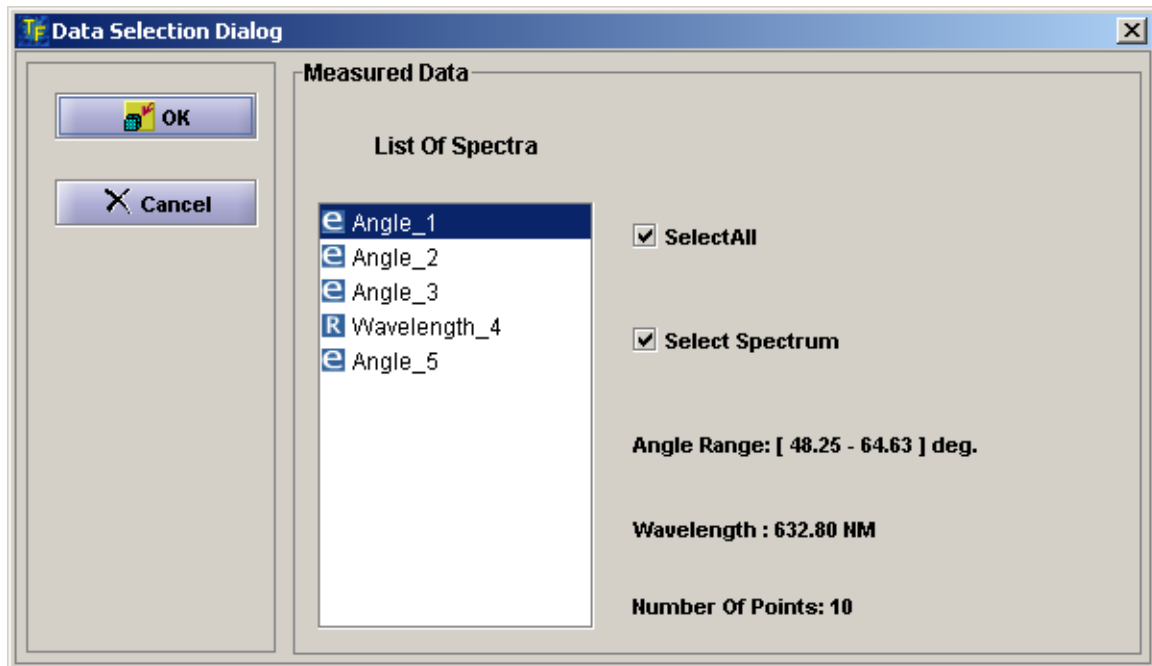 TF Data Selection Dialog
OK
Cancel
Measured Data
List Of Spectra
e Angle_1
e Angle_2
e Angle_3
R Wavelength_4
e Angle_5
SelectAll
Select Spectrum
Angle Range: [ 48.25 - 64.63 ] deg.
Wavelength : 632.80 NM
Number Of Points: 10